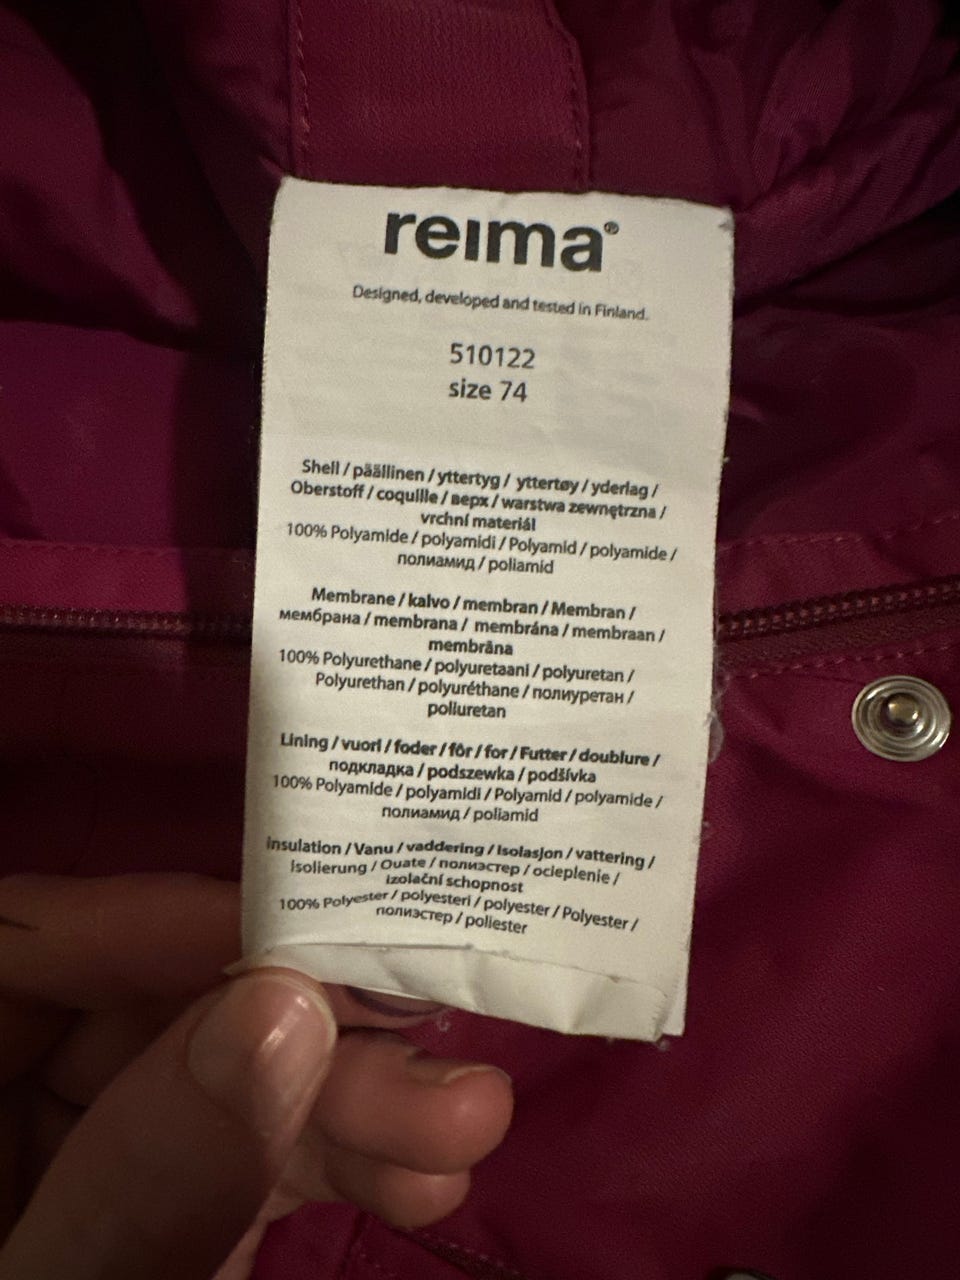 reima®
Designed, developed and tested in Finland.
510122
size 74
Shell / päällinen / yttertyg / yttertøy / yderlag /
Oberstoff / coquille / верх / warstwa zewnętrzna /
vrchní materiál
100% Polyamide / polyamidi / Polyamid / polyamide /
полиамид / poliamid
Membrane / kalvo / membran / Membran /
мембрана / membrana / membrána / membraan /
membrāna
100% Polyurethane / polyuretaani / polyuretan /
Polyurethan / polyuréthane / полиуретан /
poliuretan
Lining / vuori / foder / fôr / for / Futter / doublure /
подкладка / podszewka / podšívka
100% Polyamide / polyamidi / Polyamid / polyamide /
полиамид / poliamid
Insulation / Vanu / vaddering / Isolasjon / vattering /
Isolierung / Ouate / полиэстер / ocieplenie /
izolační schopnost
100% Polyester / polyesteri / polyester / Polyester /
полиэстер / poliester